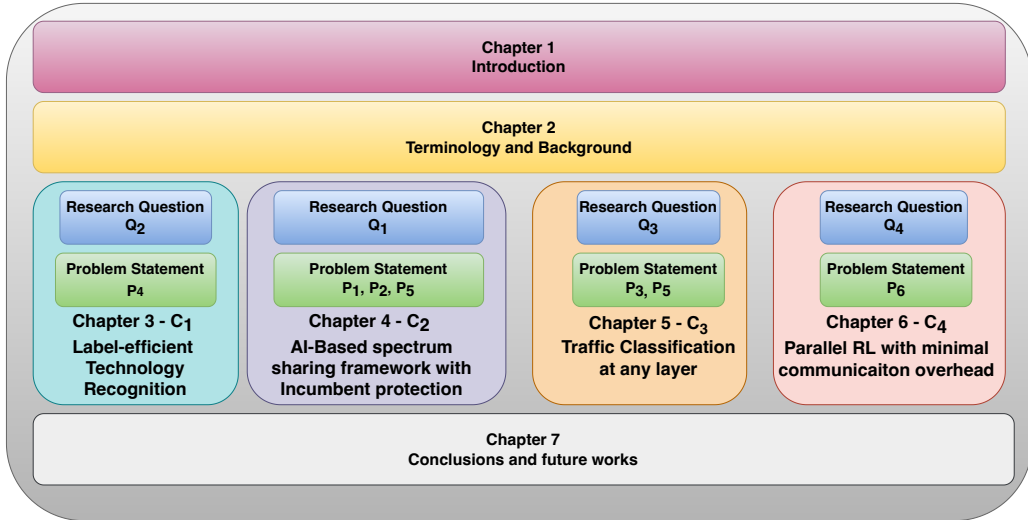 Chapter 1
Introduction
Chapter 2
Terminology and Background
Research Question
Q2
Problem Statement
P4
Chapter 3 - C1
Label-efficient
Technology
Recognition
Research Question
Q1
Problem Statement
P1, P2, P5
Chapter 4 - C2
AI-Based spectrum
sharing framework with
Incumbent protection
Research Question
Q3
Problem Statement
P3, P5
Chapter 5 - C3
Traffic Classification
at any layer
Research Question
Q4
Problem Statement
P6
Chapter 6 - C4
Parallel RL with minimal
communicaiton overhead
Chapter 7
Conclusions and future works